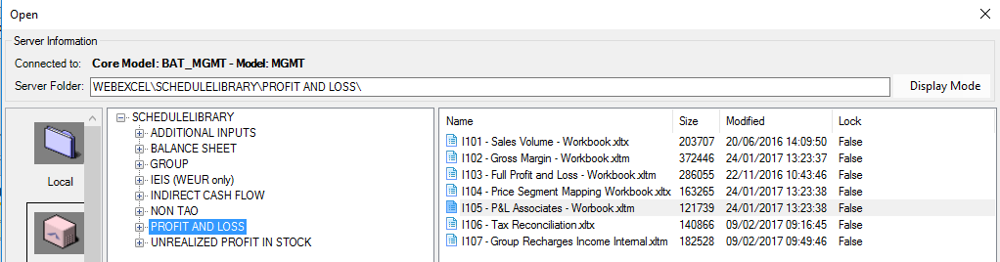 Open
Server Information
Connected to: Core Model: BAT_MGMT - Model: MGMT
Server Folder: WEBEXCEL\SCHEDULELIBRARY\PROFIT AND LOSS\ Display Mode
Local
SCHEDULELIBRARY
ADDITIONAL INPUTS
BALANCE SHEET
GROUP
IEIS (WEUR only)
INDIRECT CASH FLOW
NON TAO
PROFIT AND LOSS
UNREALIZED PROFIT IN STOCK
Name Size Modified Lock
I101 - Sales Volume - Workbook.xltx 203707 20/06/2016 14:09:50 False
I102 - Gross Margin - Workbook.xltm 372446 24/01/2017 13:23:37 False
I103 - Full Profit and Loss - Workbook.xltm 286055 22/11/2016 10:43:46 False
I104 - Price Segment Mapping Workbook.xltx 163265 24/01/2017 13:23:38 False
I105 - P&L Associates - Worbook.xltm 121739 24/01/2017 13:23:38 False
I106 - Tax Reconciliation.xltx 140866 09/02/2017 09:16:45 False
I107 - Group Recharges Income Internal.xltm 182528 09/02/2017 09:49:46 False